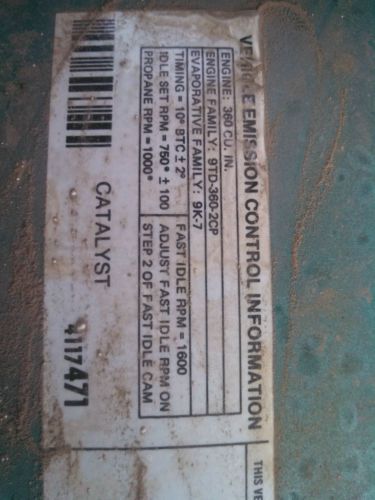 VEHICLE EMISSION CONTROL INFORMATION
ENGINE: 360 CU. IN.
ENGINE FAMILY: 9TD-360-2CP
EVAPORATIVE FAMILY: 9K-7
TIMING = 10° BTC ± 2°
IDLE SET RPM = 750* ± 100
PROPANE RPM = 1000*
FAST IDLE RPM = 1600
ADJUST FAST IDLE RPM ON
STEP 2 OF FAST IDLE CAM
CATALYST
4117471
THIS VE